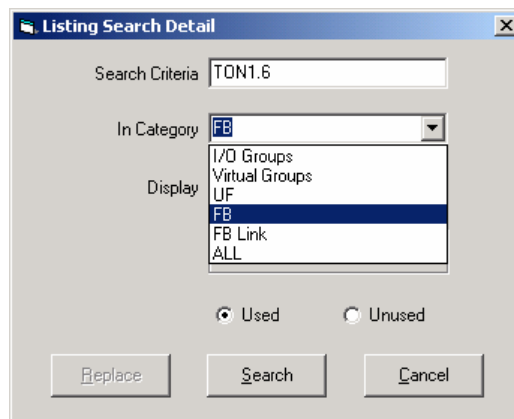 Listing Search Detail
Search Criteria TON1.6
In Category FB
I/O Groups
Virtual Groups
Display UF
FB
FB Link
ALL
Used Unused
Replace Search Cancel